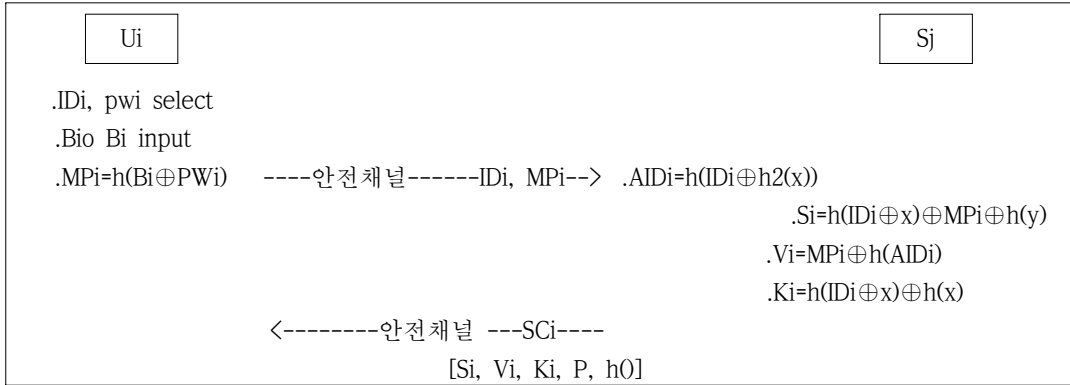 Ui Sj
.IDi, pwi select
.Bio Bi input
.MPi=h(Bi⊕PWi) ----안전채널------IDi, MPi--> .AIDi=h(IDi⊕h2(x))
.Si=h(IDi⊕x)⊕MPi⊕h(y)
.Vi=MPi⊕h(AIDi)
.Ki=h(IDi⊕x)⊕h(x)
<--------안전채널 ---SCi----
[Si, Vi, Ki, P, h()]